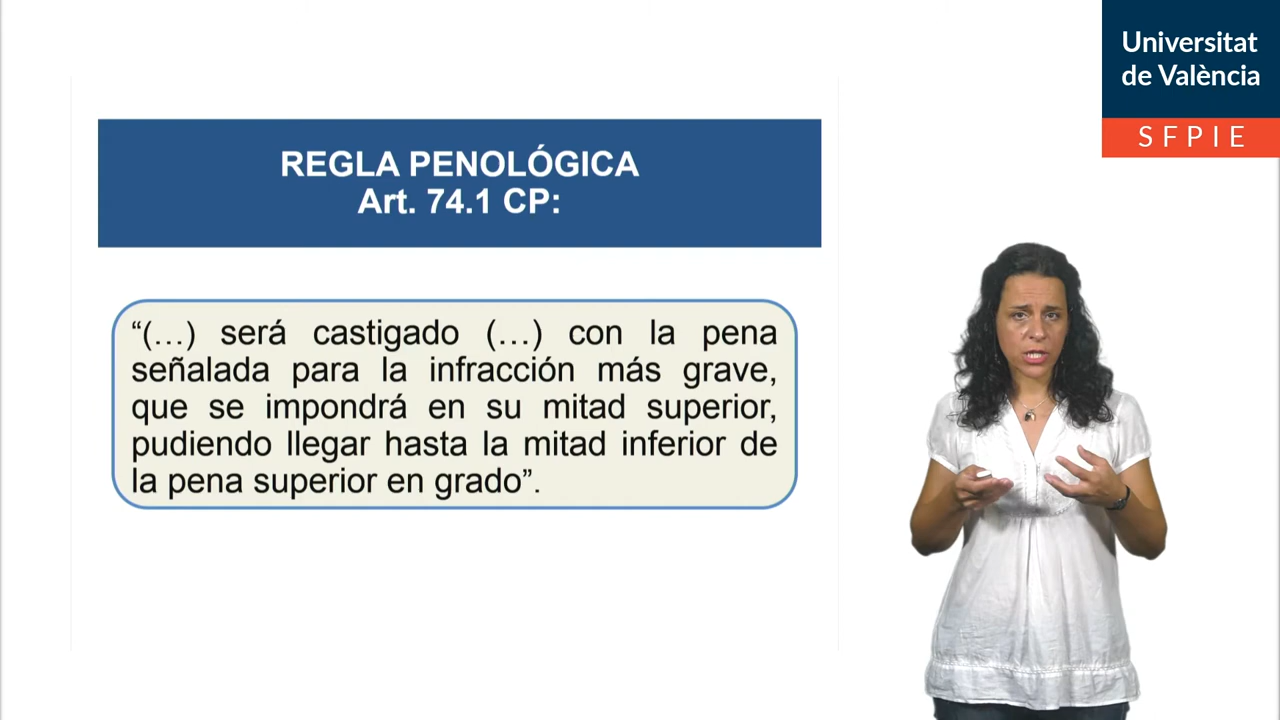 Universitat
de València
SFPIE
REGLA PENOLÓGICA
Art. 74.1 CP:
“(…) será castigado (…) con la pena
señalada para la infracción más grave,
que se impondrá en su mitad superior,
pudiendo llegar hasta la mitad inferior de
la pena superior en grado”.